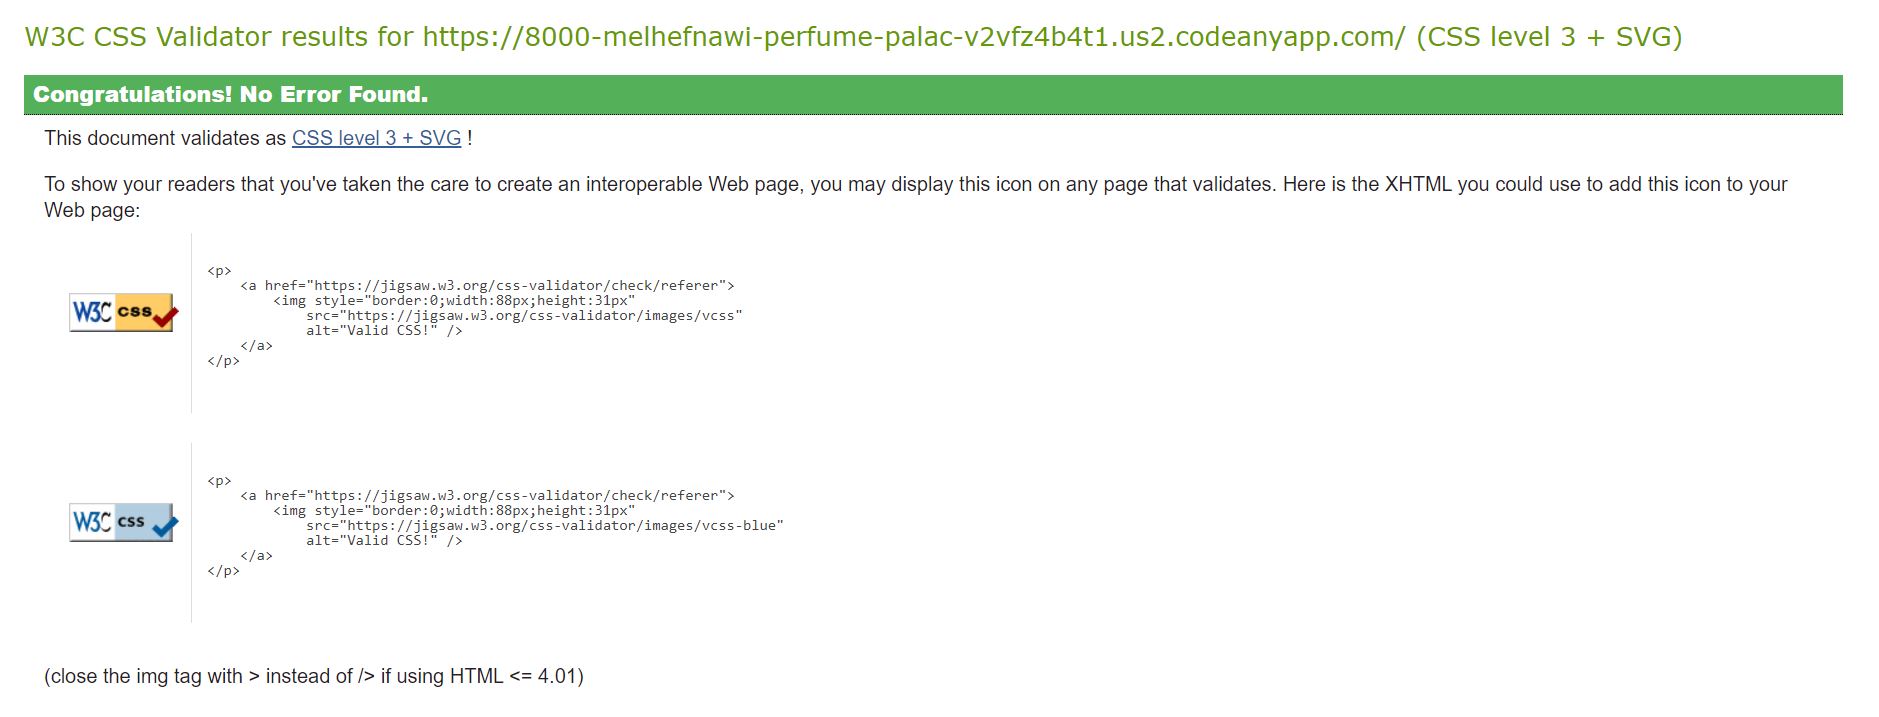 W3C CSS Validator results for https://8000-melhefnawi-perfume-palac-v2vfz4b4t1.us2.codeanyapp.com/ (CSS level 3 + SVG)
Congratulations! No Error Found.
This document validates as CSS level 3 + SVG !
To show your readers that you've taken the care to create an interoperable Web page, you may display this icon on any page that validates. Here is the XHTML you could use to add this icon to your
Web page:
W3C css
<p>
    <a href="https://jigsaw.w3.org/css-validator/check/referer">
        <img style="border:0;width:88px;height:31px"
            src="https://jigsaw.w3.org/css-validator/images/vcss"
            alt="Valid CSS!" />
    </a>
</p>
W3C css
<p>
    <a href="https://jigsaw.w3.org/css-validator/check/referer">
        <img style="border:0;width:88px;height:31px"
            src="https://jigsaw.w3.org/css-validator/images/vcss-blue"
            alt="Valid CSS!" />
    </a>
</p>
(close the img tag with > instead of /> if using HTML <= 4.01)